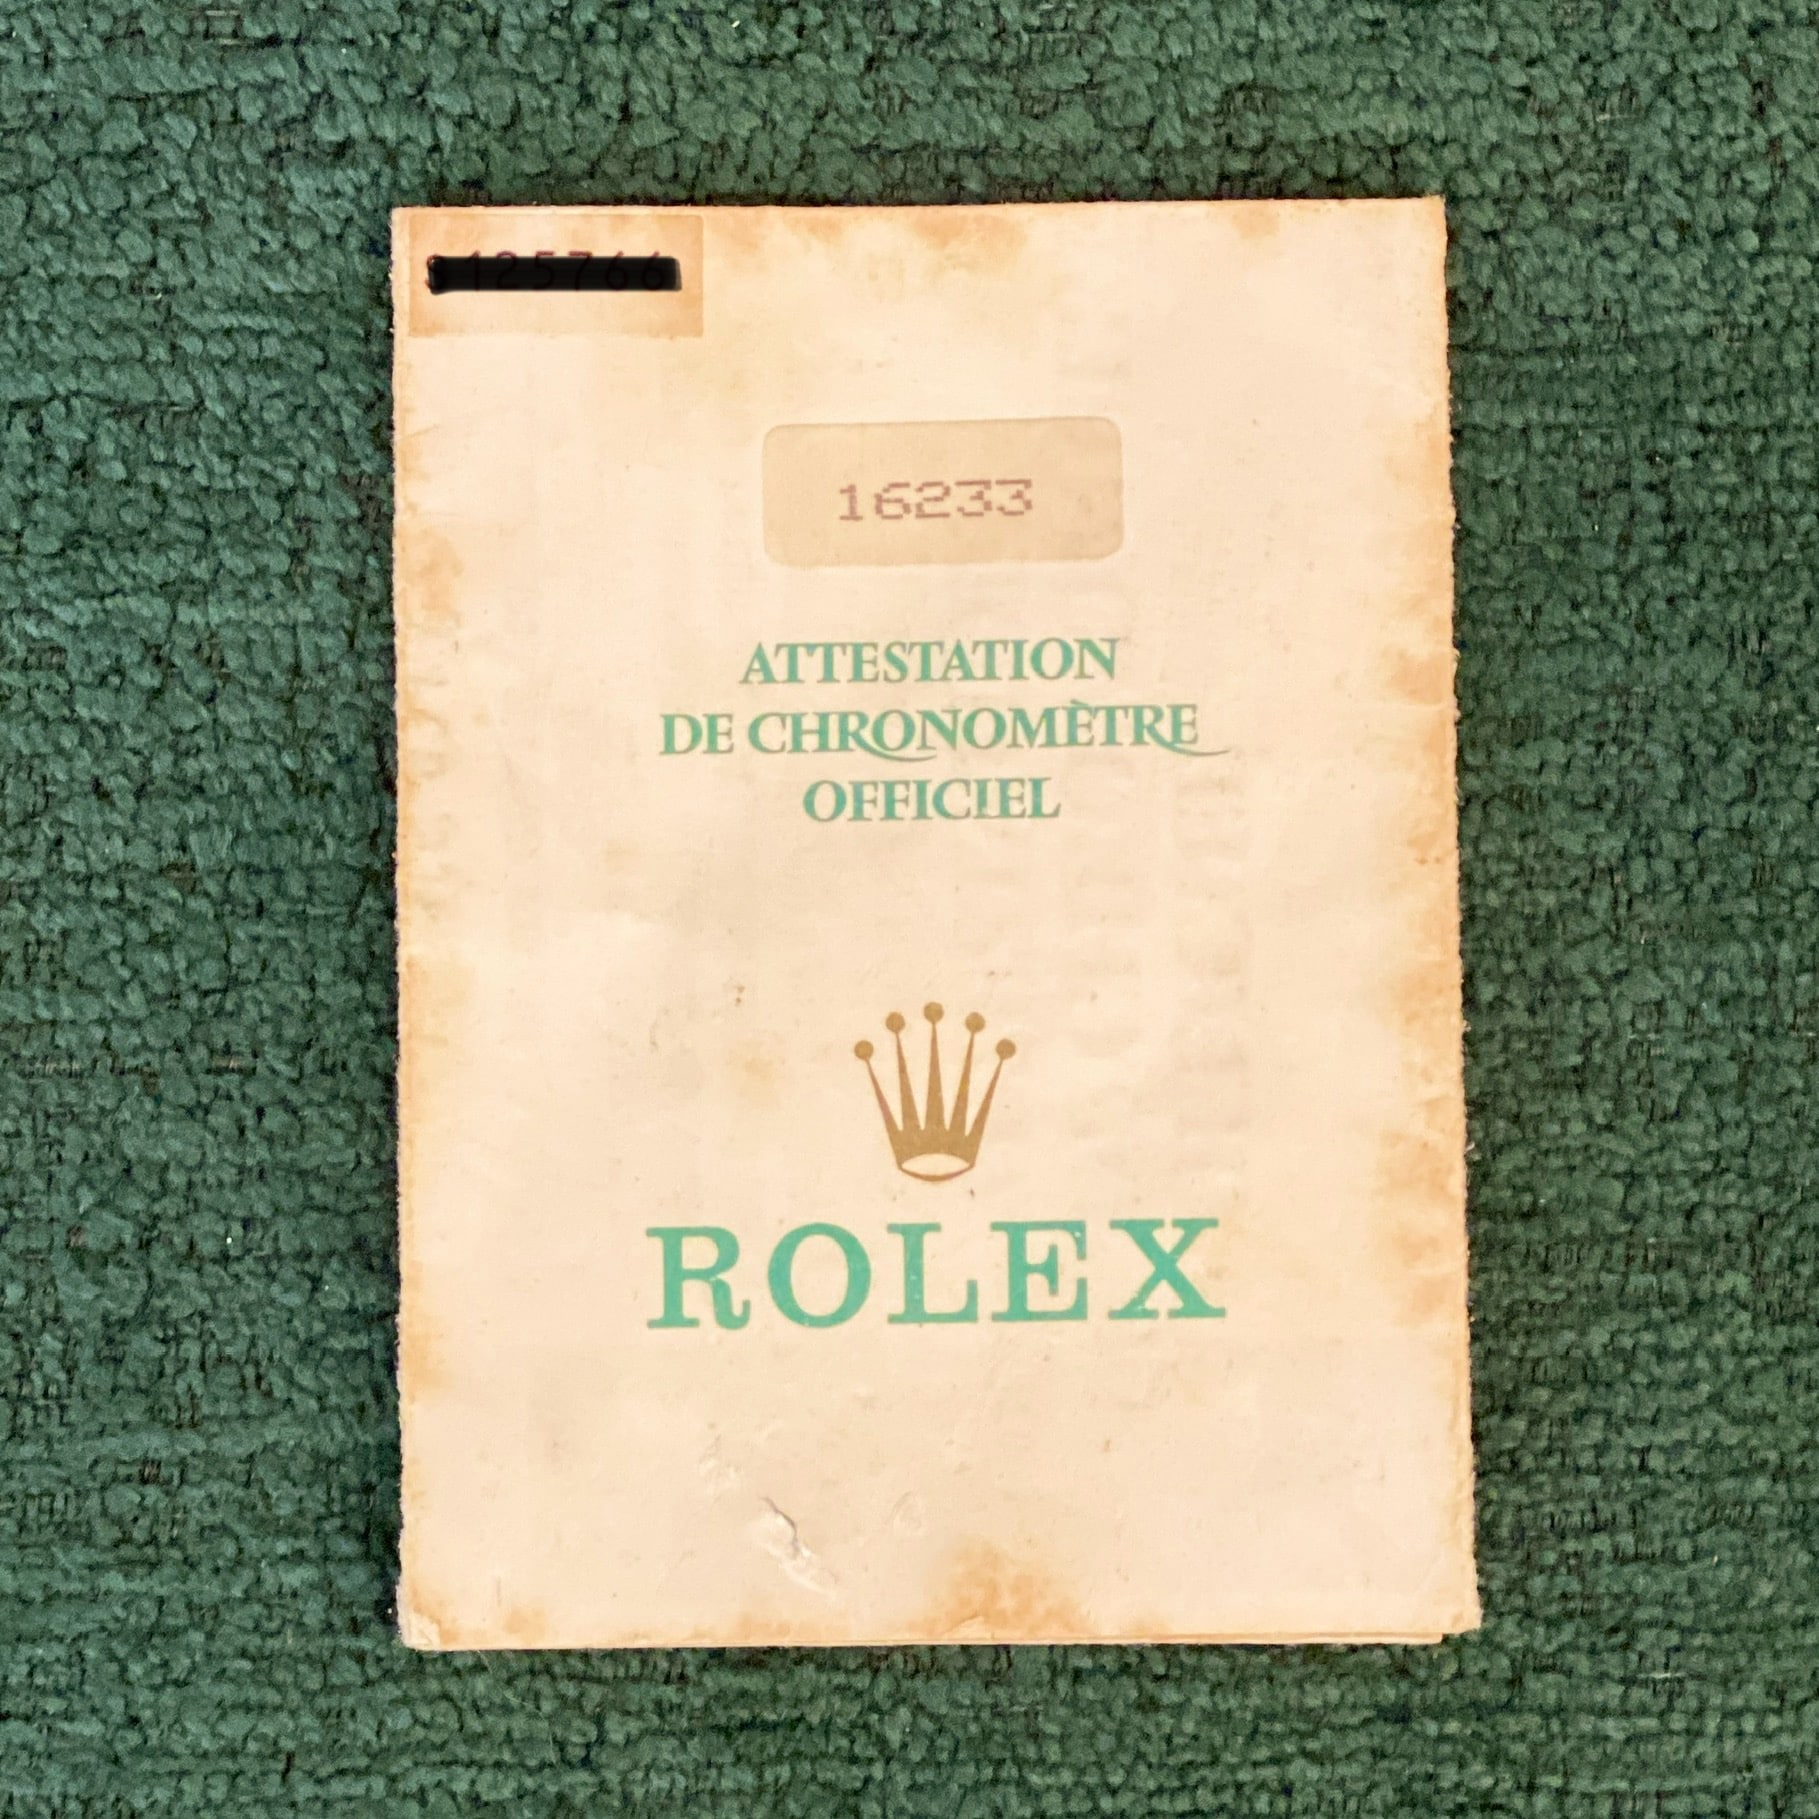 16233
ATTESTATION
DE CHRONOMÈTRE
OFFICIEL
ROLEX